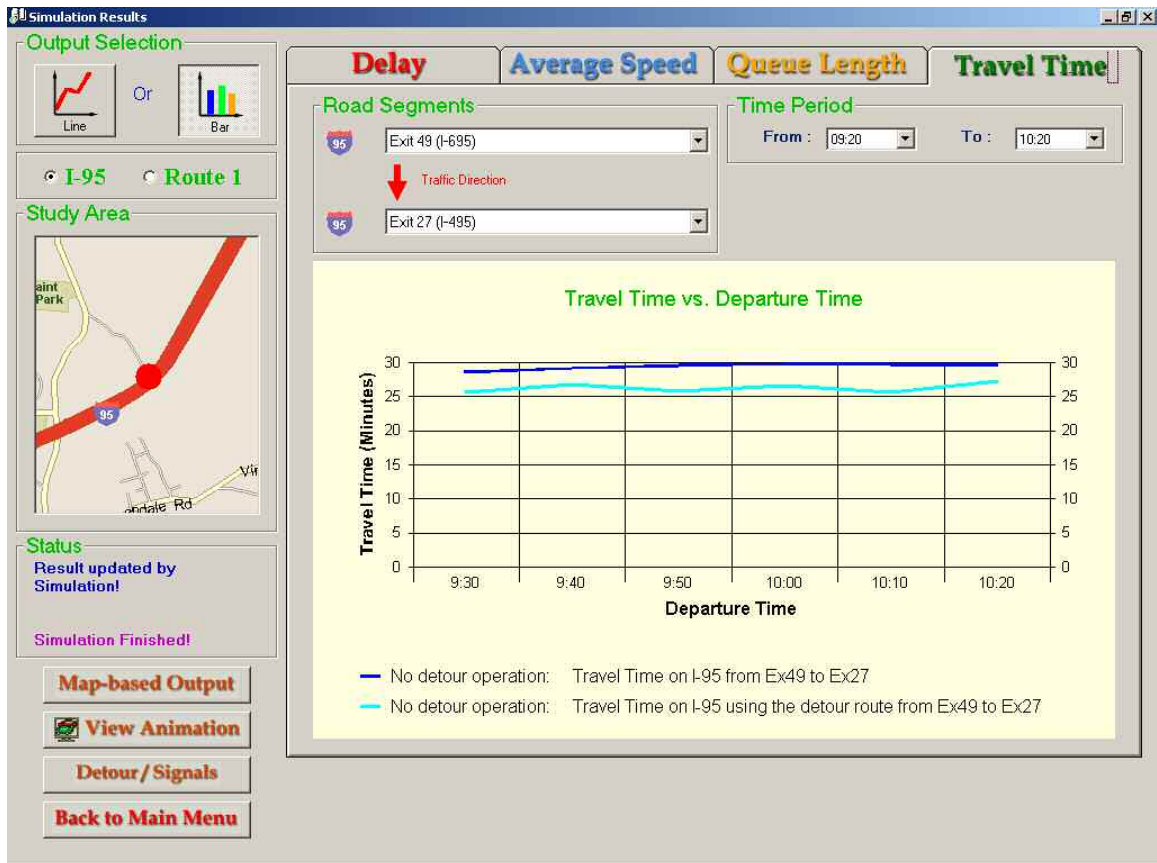 Simulation Results
Output Selection
Line
Or
Bar
I-95
Route 1
Study Area
aint
Park
95
Vir
endale Rd
Status
Result updated by
Simulation!
Simulation Finished!
Map-based Output
View Animation
Detour/Signals
Back to Main Menu
Delay
Average Speed
Queue Length
Travel Time
Road Segments
95
Exit 49 (I-695)
Traffic Direction
95
Exit 27 (I-495)
Time Period
From : 09:20
To : 10:20
Travel Time vs. Departure Time
Travel Time (Minutes)
30 30
25 25
20 20
15 15
10 10
5 5
0 0
9:30 9:40 9:50 10:00 10:10 10:20
Departure Time
No detour operation: Travel Time on I-95 from Ex49 to Ex27
No detour operation: Travel Time on I-95 using the detour route from Ex49 to Ex27